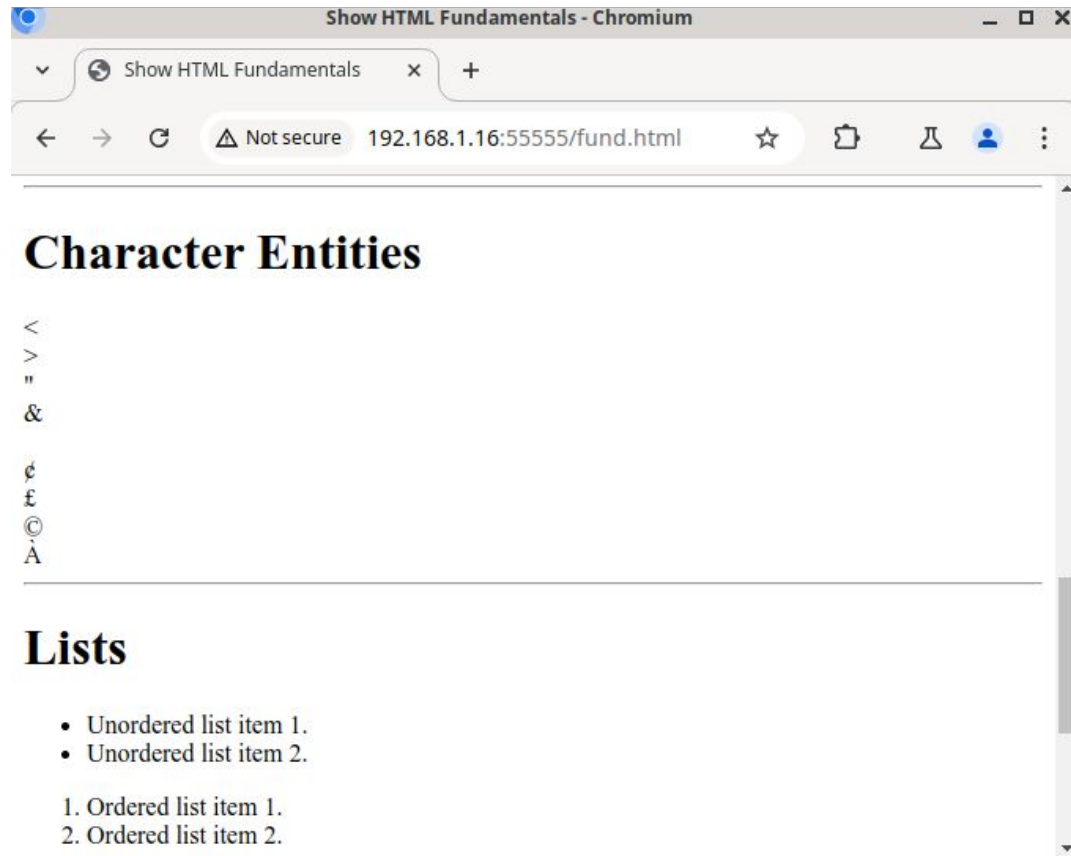 Show HTML Fundamentals - Chromium
Show HTML Fundamentals
Not secure 192.168.1.16:55555/fund.html
Character Entities
<
>
"
&
¢
£
©
À
Lists
• Unordered list item 1.
• Unordered list item 2.
1. Ordered list item 1.
2. Ordered list item 2.